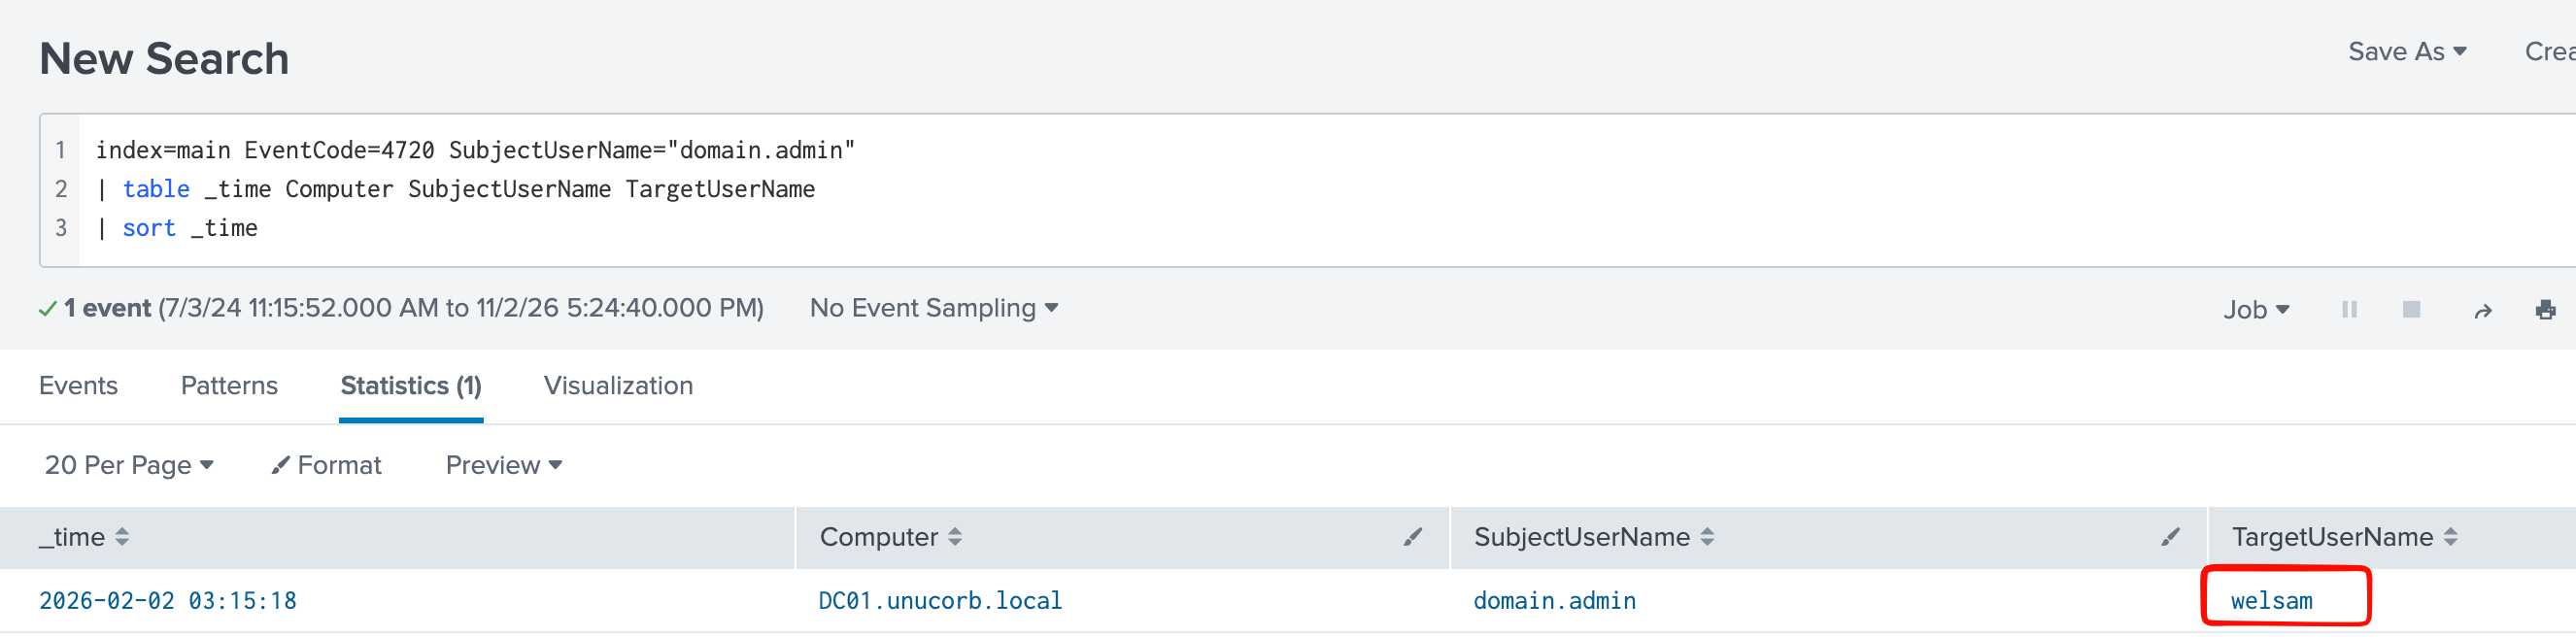 New Search
Save As
Crea
1 index=main EventCode=4720 SubjectUserName="domain.admin"
2 | table _time Computer SubjectUserName TargetUserName
3 | sort _time
1 event (7/3/24 11:15:52.000 AM to 11/2/26 5:24:40.000 PM)
No Event Sampling
Job
Events Patterns Statistics (1) Visualization
20 Per Page Format Preview
_time Computer SubjectUserName TargetUserName
2026-02-02 03:15:18 DC01.unucorb.local domain.admin welsam